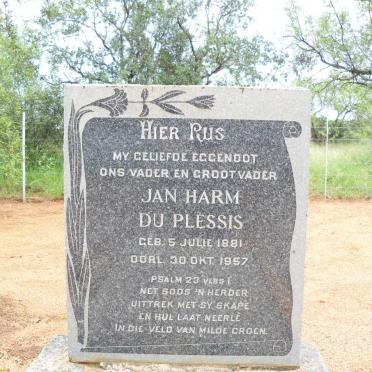 HIER RUS
MY GELIEFDE EGGENOOT
ONS VADER EN GROOTVADER
JAN HARM
DU PLESSIS
GEB. 5 JULIE 1881
OORL. 30 OKT. 1957
PSALM 23 VERS 1
NET SOOS 'N HERDER
UITTREK MET SY SKAPE
EN HUL LAAT NEERLÊ
IN DIE VELD VAN MILDE GROEN.